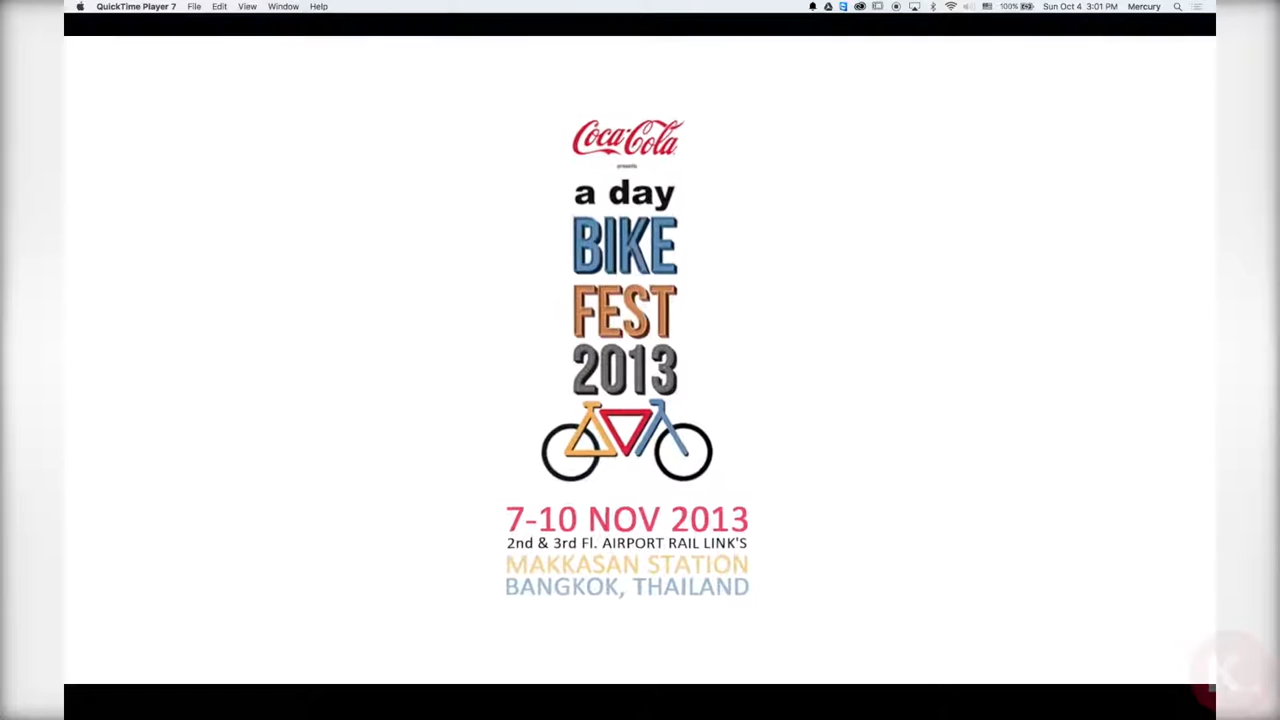 QuickTime Player 7 File Edit View Window Help 100% Sun Oct 4 3:01 PM Mercury
Coca-Cola
presents
a day
BIKE
FEST
2013
7-10 NOV 2013
2nd & 3rd Fl. AIRPORT RAIL LINK'S
MAKKASAN STATION
BANGKOK, THAILAND
K